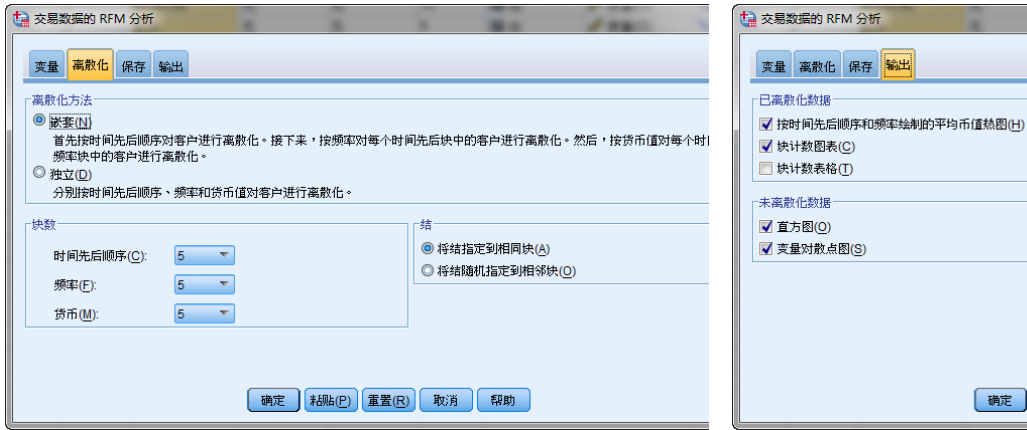 交易数据的 RFM 分析
变量 离散化 保存 输出
离散化方法
嵌套(N)
首先按时间先后顺序对客户进行离散化。接下来，按频率对每个时间先后块中的客户进行离散化。然后，按货币值对每个时
频率块中的客户进行离散化。
独立(D)
分别按时间先后顺序、频率和货币值对客户进行离散化。
块数
时间先后顺序(C): 5
频率(F): 5
货币(M): 5
结
将结指定到相同块(A)
将结随机指定到相邻块(O)
确定 粘贴(P) 重置(R) 取消 帮助
交易数据的 RFM 分析
变量 离散化 保存 输出
已离散化数据
按时间先后顺序和频率绘制的平均币值热图(H)
块计数图表(C)
块计数表格(T)
未离散化数据
直方图(O)
变量对散点图(S)
确定